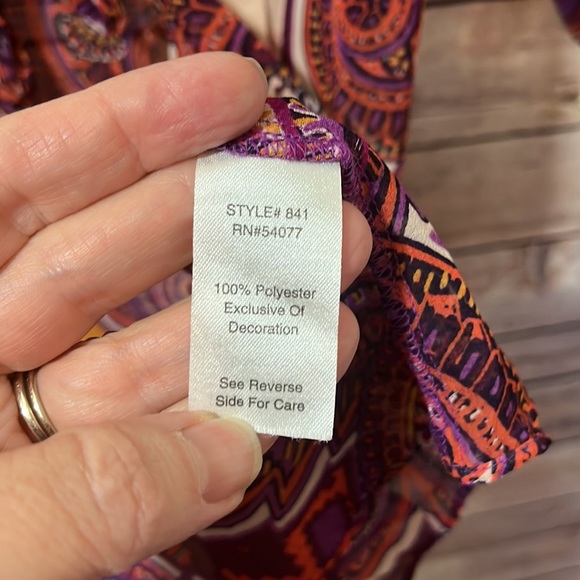 STYLE# 841
RN#54077
100% Polyester
Exclusive Of
Decoration
See Reverse
Side For Care